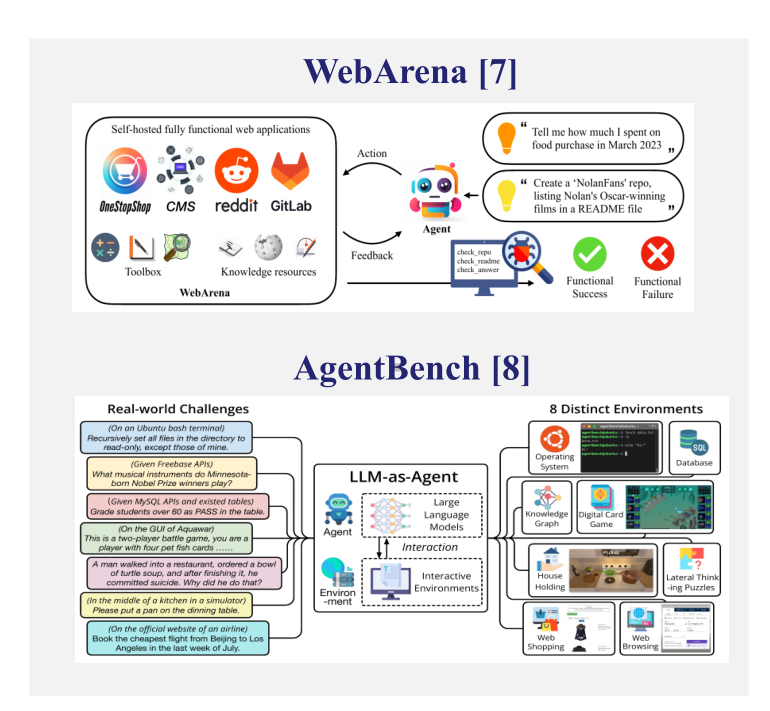 WebArena [7]
Self-hosted fully functional web applications
OneStopShop
CMS
reddit
GitLab
Toolbox
Knowledge resources
WebArena
Action
Feedback
Agent
“ Tell me how much I spent on
food purchase in March 2023 ”
“ Create a ‘NolanFans' repo,
listing Nolan's Oscar-winning
films in a README file ”
check_repo
check_readme
check_answer
Functional
Success
Functional
Failure
AgentBench [8]
Real-world Challenges
(On an Ubuntu bash terminal)
Recursively set all files in the directory to
read-only, except those of mine.
(Given Freebase APIs)
What musical instruments do Minnesota-
born Nobel Prize winners play?
(Given MySQL APIs and existed tables)
Grade students over 60 as PASS in the table.
(On the GUI of Aquawar)
This is a two-player battle game, you are a
player with four pet fish cards ......
A man walked into a restaurant, ordered a bowl
of turtle soup, and after finishing it, he
committed suicide. Why did he do that?
(In the middle of a kitchen in a simulator)
Please put a pan on the dinning table.
(On the official website of an airline)
Book the cheapest flight from Beijing to Los
Angeles in the last week of July.
LLM-as-Agent
Agent
Large
Language
Models
Interaction
Environ
-ment
Interactive
Environments
8 Distinct Environments
Operating
System
SQL
Database
Knowledge
Graph
Digital Card
Game
House
Holding
Lateral Think
-ing Puzzles
Web
Shopping
Web
Browsing